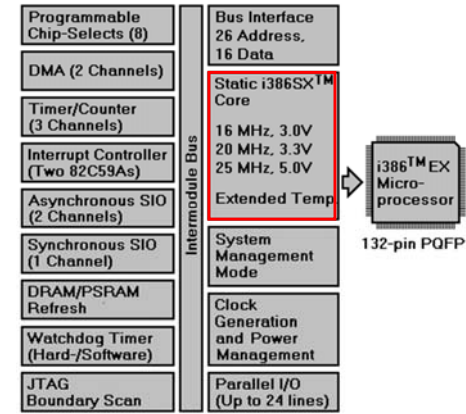 Programmable
Chip-Selects (8)
DMA (2 Channels)
Timer/Counter
(3 Channels)
Interrupt Controller
(Two 82C59As)
Asynchronous SIO
(2 Channels)
Synchronous SIO
(1 Channel)
DRAM/PSRAM
Refresh
Watchdog Timer
(Hard-/Software)
JTAG
Boundary Scan
Intermodule Bus
Bus Interface
26 Address,
16 Data
Static i386SX™
Core
16 MHz, 3.0V
20 MHz, 3.3V
25 MHz, 5.0V
Extended Temp
System
Management
Mode
Clock
Generation
and Power
Management
Parallel I/O
(Up to 24 lines)
i386™ EX
Micro-
processor
132-pin PQFP